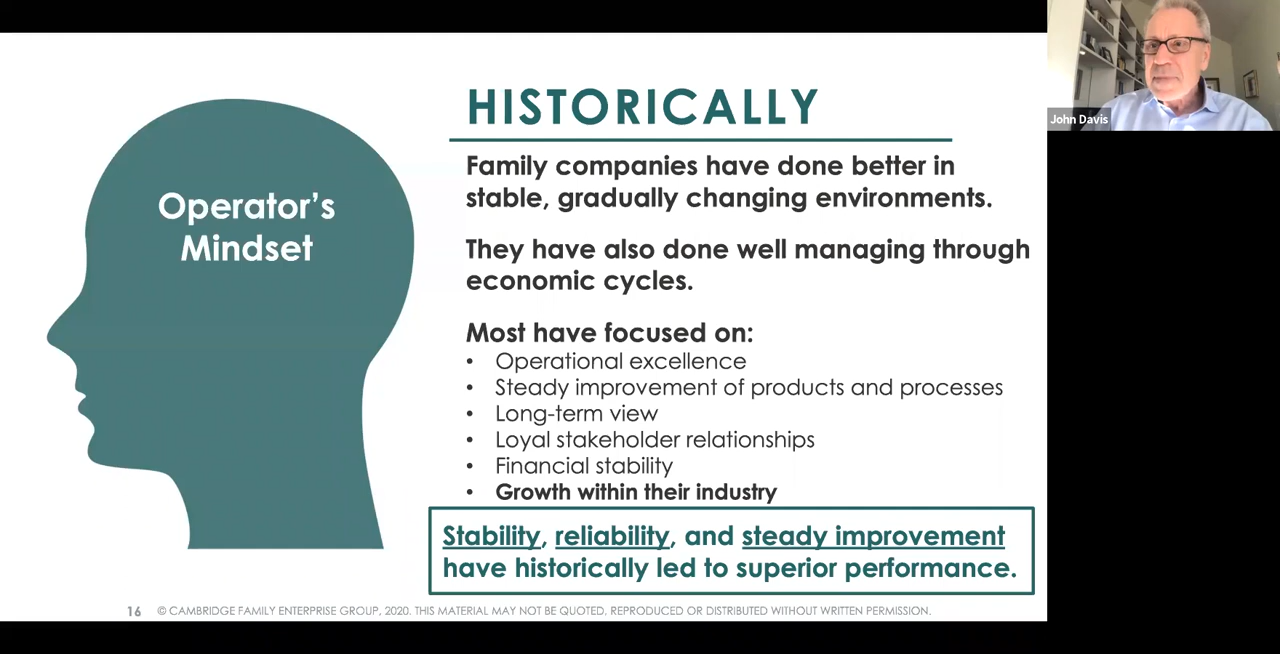 Operator's
Mindset
HISTORICALLY
Family companies have done better in
stable, gradually changing environments.
They have also done well managing through
economic cycles.
Most have focused on:
• Operational excellence
• Steady improvement of products and processes
• Long-term view
• Loyal stakeholder relationships
• Financial stability
• Growth within their industry
Stability, reliability, and steady improvement
have historically led to superior performance.
16 © CAMBRIDGE FAMILY ENTERPRISE GROUP, 2020. THIS MATERIAL MAY NOT BE QUOTED, REPRODUCED OR DISTRIBUTED WITHOUT WRITTEN PERMISSION.
John Davis